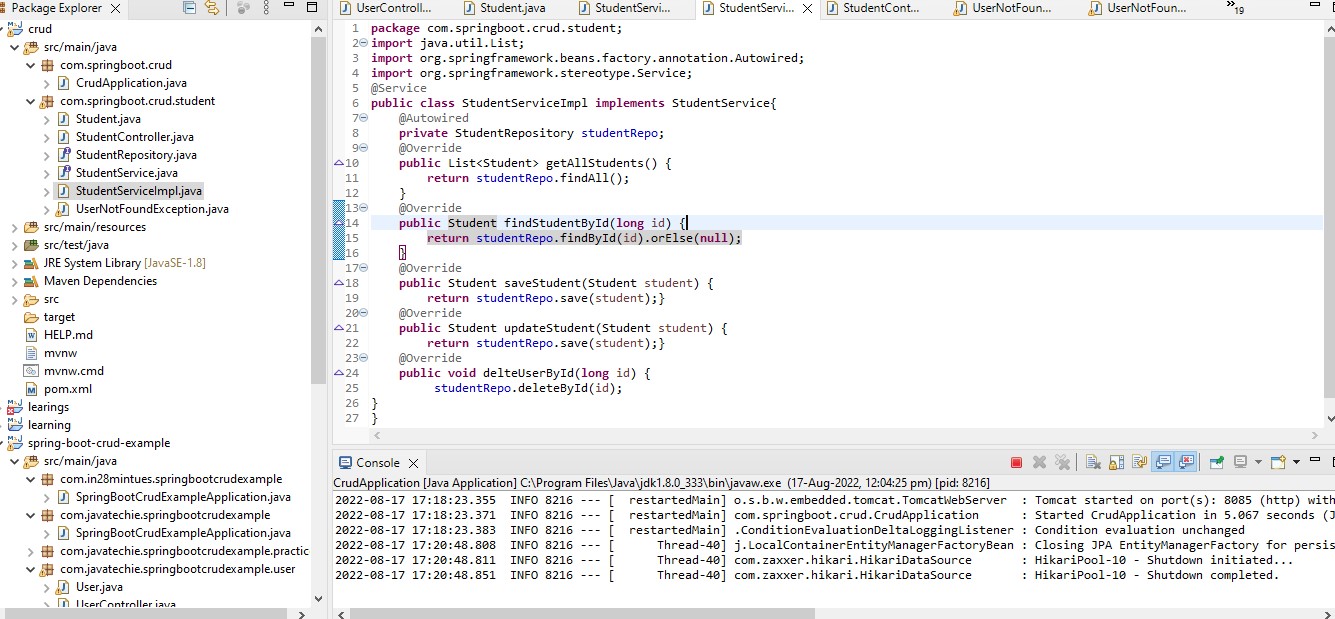 Package Explorer
crud
src/main/java
com.springboot.crud
CrudApplication.java
com.springboot.crud.student
Student.java
StudentController.java
StudentRepository.java
StudentService.java
StudentServiceImpl.java
UserNotFoundException.java
src/main/resources
src/test/java
JRE System Library [JavaSE-1.8]
Maven Dependencies
src
target
HELP.md
mvnw
mvnw.cmd
pom.xml
learings
learning
spring-boot-crud-example
src/main/java
com.in28mintues.springbootcrudexample
SpringBootCrudExampleApplication.java
com.javatechie.springbootcrudexample
SpringBootCrudExampleApplication.java
com.javatechie.springbootcrudexample.practic
com.javatechie.springbootcrudexample.user
User.java
UserController.java
UserControll... Student.java StudentServi... StudentServi... StudentCont... UserNotFoun... UserNotFoun... 19
1 package com.springboot.crud.student;
2 import java.util.List;
3 import org.springframework.beans.factory.annotation.Autowired;
4 import org.springframework.stereotype.Service;
5 @Service
6 public class StudentServiceImpl implements StudentService{
7 @Autowired
8 private StudentRepository studentRepo;
9 @Override
10 public List<Student> getAllStudents() {
11 return studentRepo.findAll();
12 }
13 @Override
14 public Student findStudentById(long id) {
15 return studentRepo.findById(id).orElse(null);
16 }
17 @Override
18 public Student saveStudent(Student student) {
19 return studentRepo.save(student);}
20 @Override
21 public Student updateStudent(Student student) {
22 return studentRepo.save(student);}
23 @Override
24 public void delteUserById(long id) {
25 studentRepo.deleteById(id);
26 }
27 }
Console
CrudApplication [Java Application] C:\Program Files\Java\jdk1.8.0_333\bin\javaw.exe (17-Aug-2022, 12:04:25 pm) [pid: 8216]
2022-08-17 17:18:23.355 INFO 8216 --- [ restartedMain] o.s.b.w.embedded.tomcat.TomcatWebServer : Tomcat started on port(s): 8085 (http) with
2022-08-17 17:18:23.371 INFO 8216 --- [ restartedMain] com.springboot.crud.CrudApplication : Started CrudApplication in 5.067 seconds (J
2022-08-17 17:18:23.383 INFO 8216 --- [ restartedMain] .ConditionEvaluationDeltaLoggingListener : Condition evaluation unchanged
2022-08-17 17:20:48.808 INFO 8216 --- [ Thread-40] j.LocalContainerEntityManagerFactoryBean : Closing JPA EntityManagerFactory for persis
2022-08-17 17:20:48.811 INFO 8216 --- [ Thread-40] com.zaxxer.hikari.HikariDataSource : HikariPool-10 - Shutdown initiated...
2022-08-17 17:20:48.851 INFO 8216 --- [ Thread-40] com.zaxxer.hikari.HikariDataSource : HikariPool-10 - Shutdown completed.